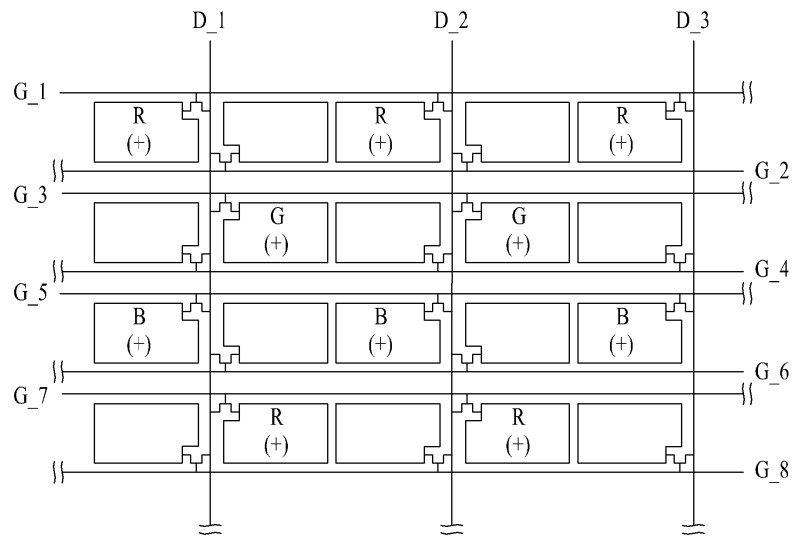 D_1 D_2 D_3
G_1
R R R
(+) (+) (+)
G_2
G_3
G G
(+) (+)
G_4
G_5
B B B
(+) (+) (+)
G_6
G_7
R R
(+) (+)
G_8